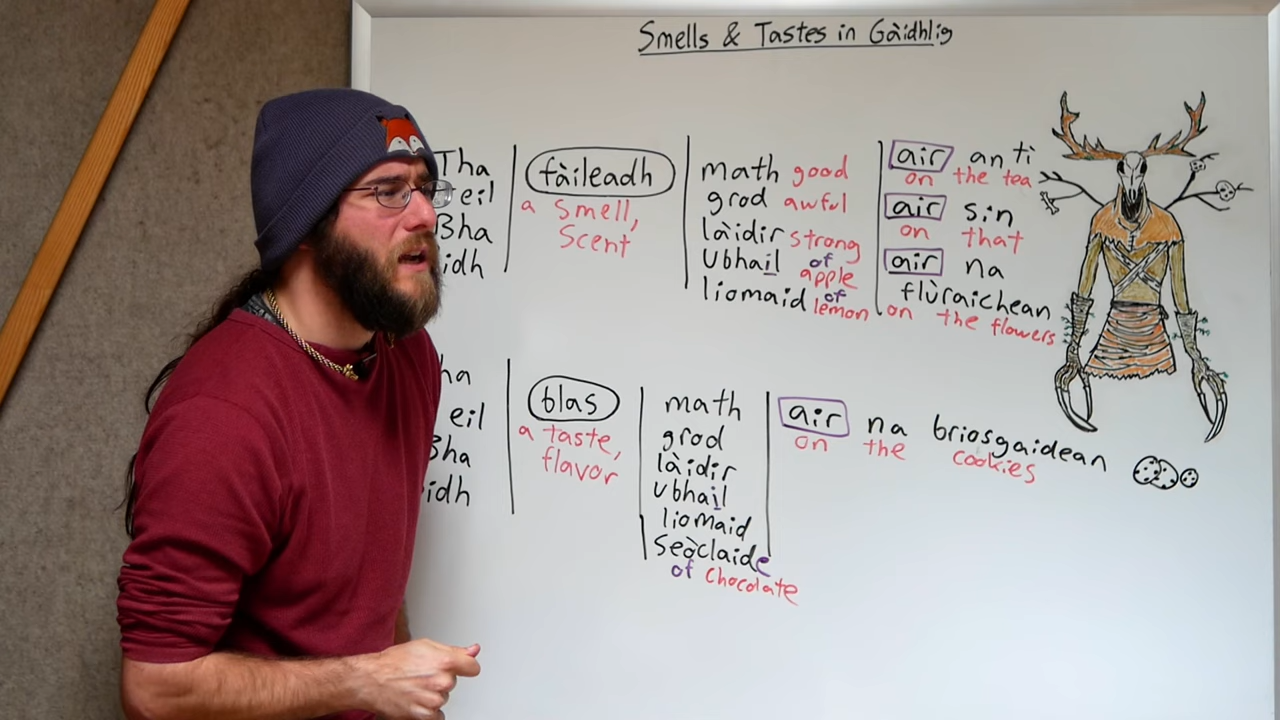 Smells & Tastes in Gàidhlig
Tha
eil
Bha
idh
fàileadh
a smell,
scent
math good
grod awful
làidir strong
ubhail of apple
liomaid of lemon
air an tì
on the tea
air sin
on that
air na
flùraichean
on the flowers
ha
eil
Bha
idh
blas
a taste,
flavor
math
grod
làidir
ubhail
liomaid
seòclaide
of chocolate
air na briosgaidean
on the cookies